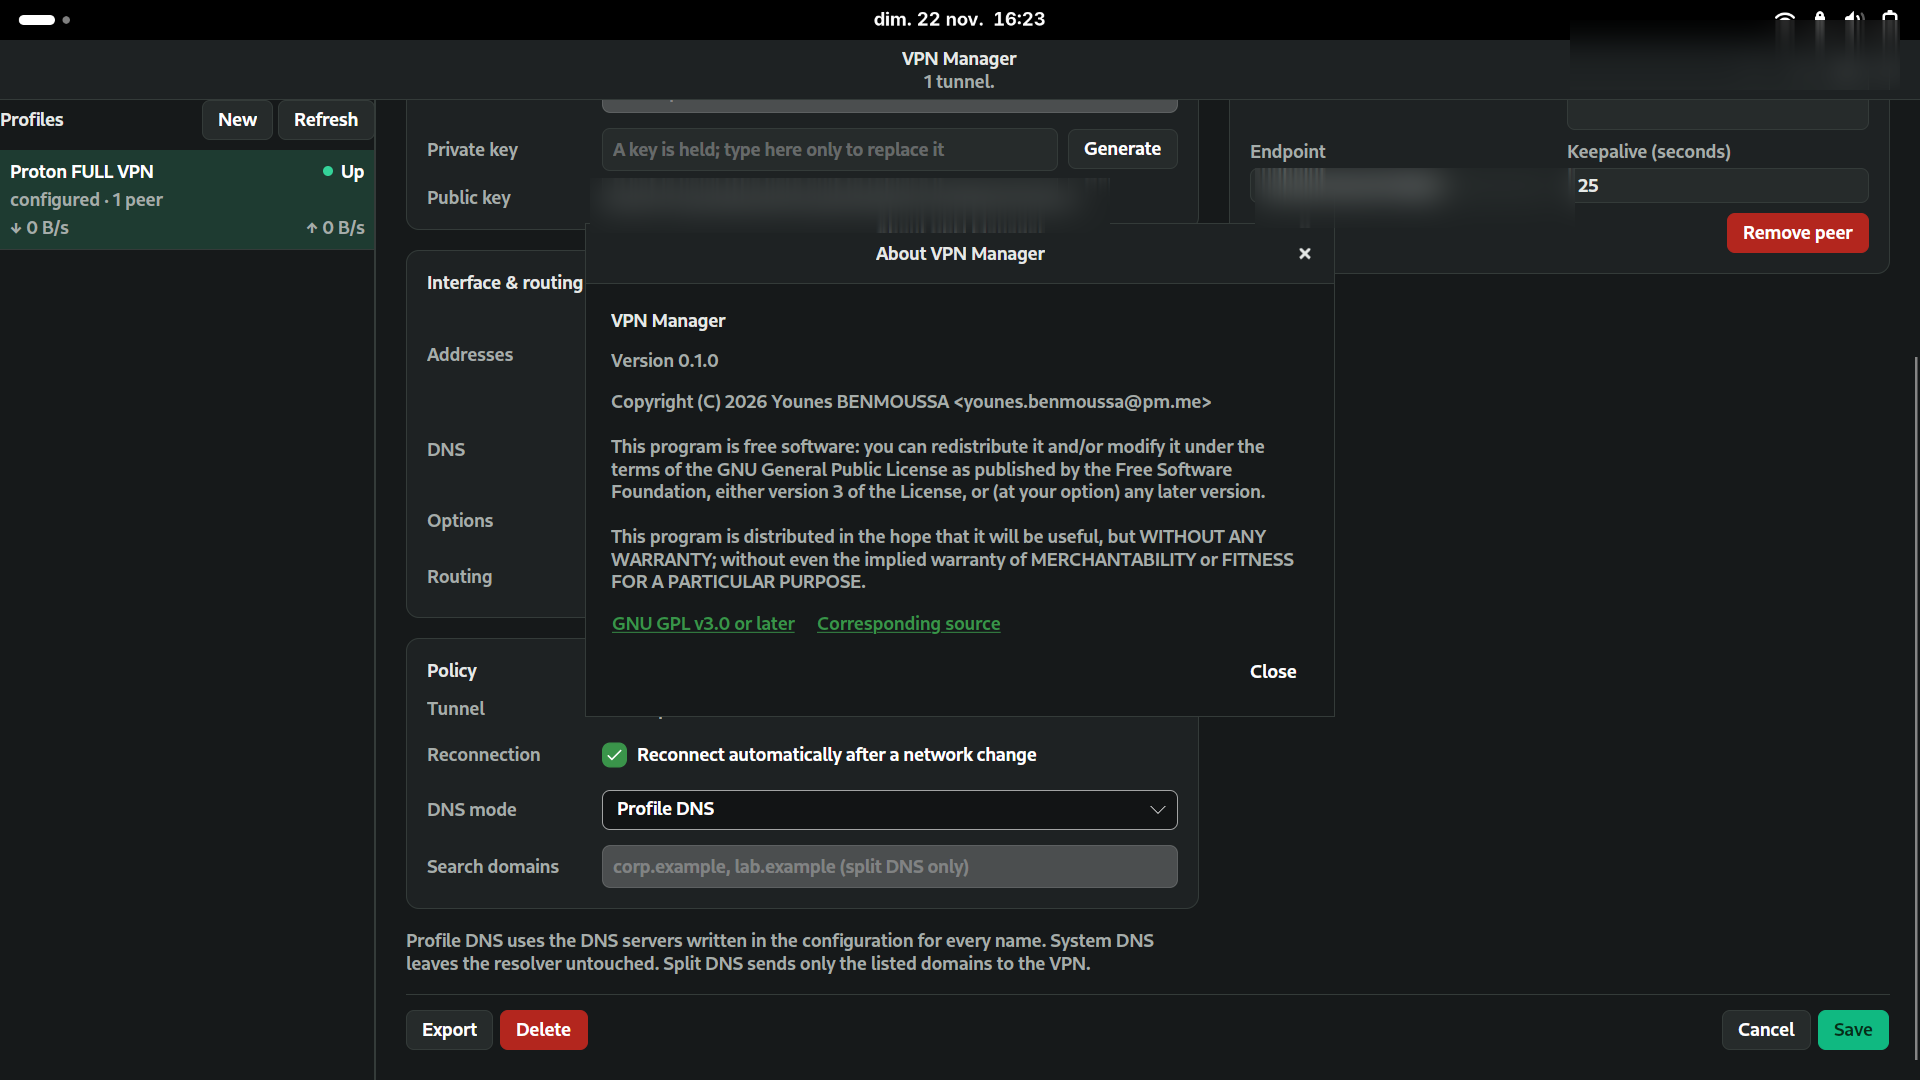 dim. 22 nov. 16:23
VPN Manager
1 tunnel.
Profiles
New
Refresh
Proton FULL VPN
Up
configured · 1 peer
↓ 0 B/s
↑ 0 B/s
Private key
A key is held; type here only to replace it
Generate
Public key
Endpoint
Keepalive (seconds)
25
Remove peer
Interface & routing
Addresses
DNS
Options
Routing
About VPN Manager
VPN Manager
Version 0.1.0
Copyright (C) 2026 Younes BENMOUSSA <younes.benmoussa@pm.me>
This program is free software: you can redistribute it and/or modify it under the
terms of the GNU General Public License as published by the Free Software
Foundation, either version 3 of the License, or (at your option) any later version.
This program is distributed in the hope that it will be useful, but WITHOUT ANY
WARRANTY; without even the implied warranty of MERCHANTABILITY or FITNESS
FOR A PARTICULAR PURPOSE.
GNU GPL v3.0 or later
Corresponding source
Close
Policy
Tunnel
Reconnection
Reconnect automatically after a network change
DNS mode
Profile DNS
Search domains
corp.example, lab.example (split DNS only)
Profile DNS uses the DNS servers written in the configuration for every name. System DNS
leaves the resolver untouched. Split DNS sends only the listed domains to the VPN.
Export
Delete
Cancel
Save